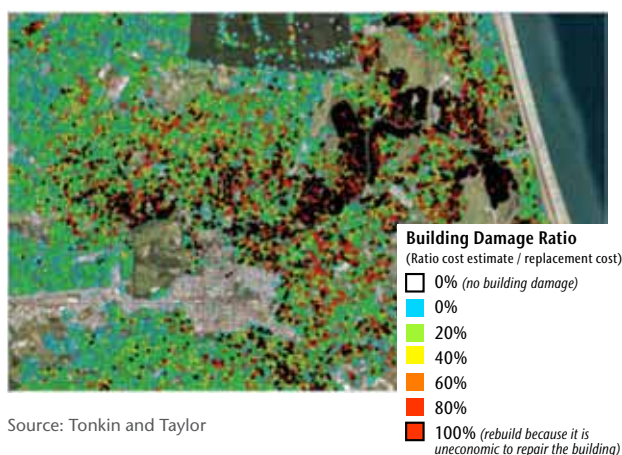 Building Damage Ratio
(Ratio cost estimate / replacement cost)
0% (no building damage)
0%
20%
40%
60%
80%
100% (rebuild because it is
uneconomic to repair the building)
Source: Tonkin and Taylor